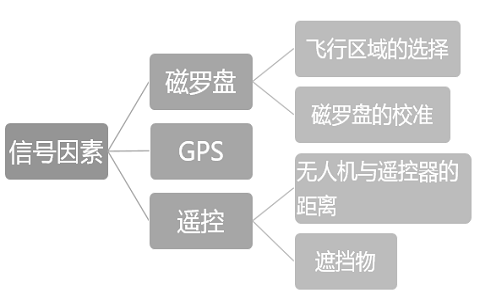 信号因素
磁罗盘
飞行区域的选择
磁罗盘的校准
GPS
遥控
无人机与遥控器的
距离
遮挡物